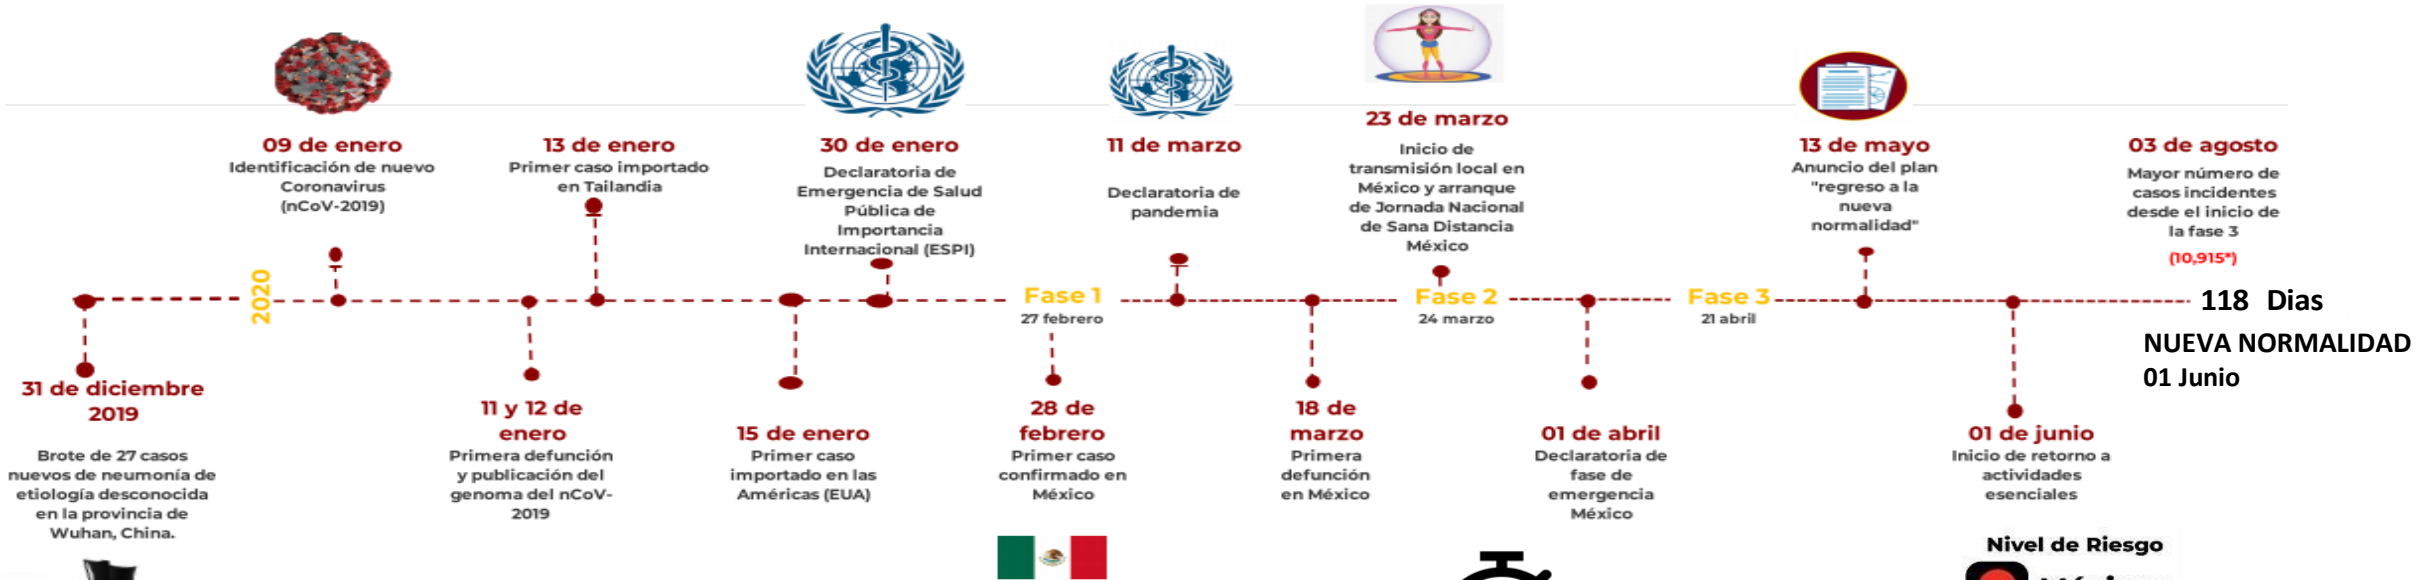 09 de enero
Identificación de nuevo
Coronavirus
(nCoV-2019)
13 de enero
Primer caso importado
en Tailandia
30 de enero
Declaratoria de
Emergencia de Salud
Pública de
Importancia
Internacional (ESPI)
11 de marzo
Declaratoria de
pandemia
23 de marzo
Inicio de
transmisión local en
México y arranque
de Jornada Nacional
de Sana Distancia
México
13 de mayo
Anuncio del plan
"regreso a la
nueva
normalidad"
03 de agosto
Mayor número de
casos incidentes
desde el inicio de
la fase 3
(10,915*)
2020
Fase 1
27 febrero
Fase 2
24 marzo
Fase 3
21 abril
118 Dias
NUEVA NORMALIDAD
01 Junio
31 de diciembre
2019
Brote de 27 casos
nuevos de neumonía de
etiología desconocida
en la provincia de
Wuhan, China.
11 y 12 de
enero
Primera defunción
y publicación del
genoma del nCoV-
2019
15 de enero
Primer caso
importado en las
Américas (EUA)
28 de
febrero
Primer caso
confirmado en
México
18 de
marzo
Primera
defunción
en México
01 de abril
Declaratoria de
fase de
emergencia
México
01 de junio
Inicio de retorno a
actividades
esenciales
Nivel de Riesgo